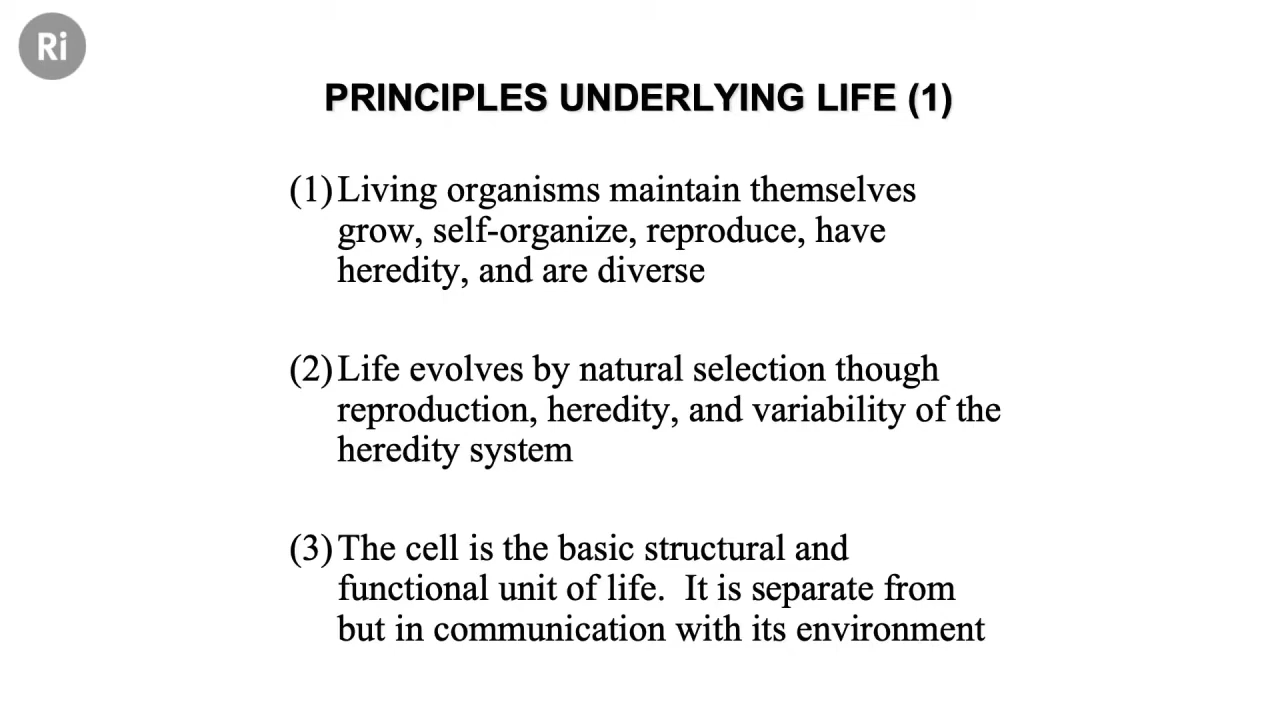 Ri
PRINCIPLES UNDERLYING LIFE (1)
(1) Living organisms maintain themselves
grow, self-organize, reproduce, have
heredity, and are diverse
(2) Life evolves by natural selection though
reproduction, heredity, and variability of the
heredity system
(3) The cell is the basic structural and
functional unit of life.  It is separate from
but in communication with its environment